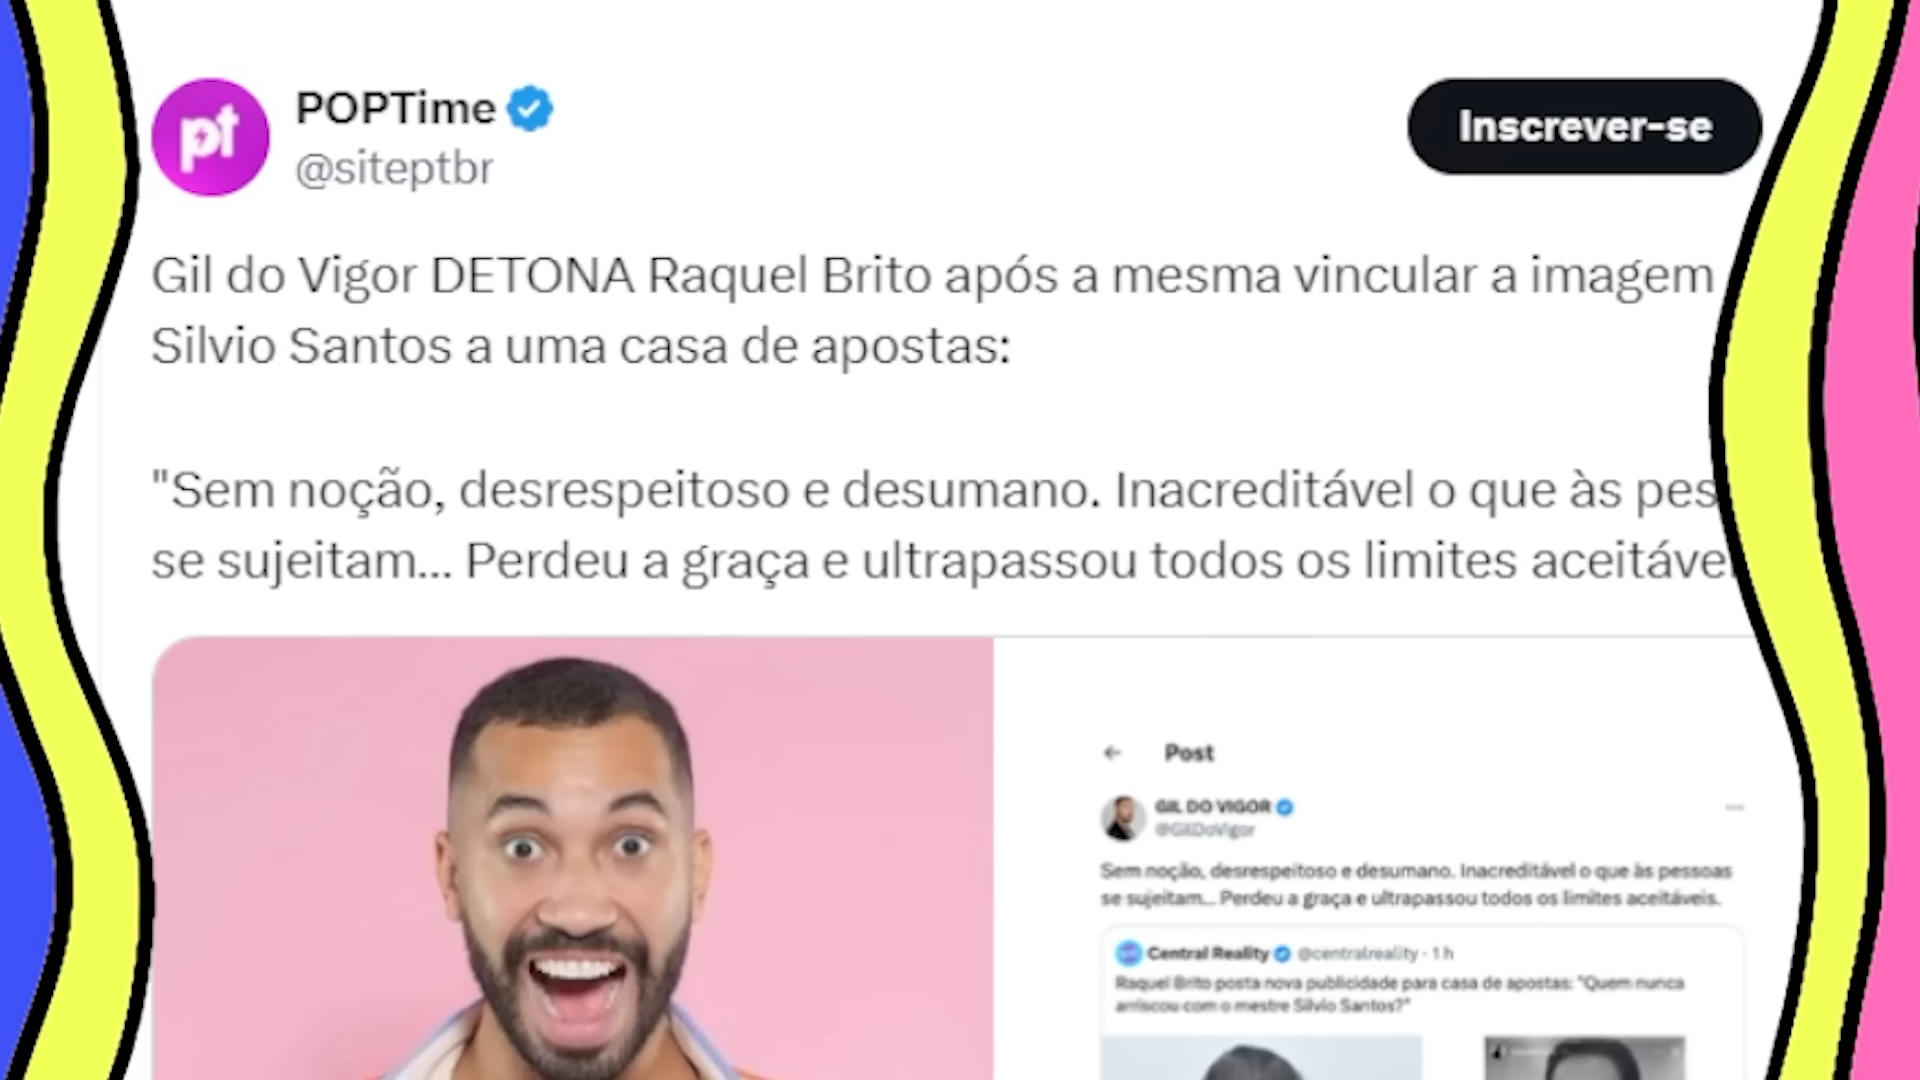 pt
POPTime
@siteptbr
Inscrever-se
Gil do Vigor DETONA Raquel Brito após a mesma vincular a imagem
Silvio Santos a uma casa de apostas:
"Sem noção, desrespeitoso e desumano. Inacreditável o que às pes
se sujeitam... Perdeu a graça e ultrapassou todos os limites aceitáve
Post
GIL DO VIGOR
@GilDoVigor
Sem noção, desrespeitoso e desumano. Inacreditável o que às pessoas
se sujeitam... Perdeu a graça e ultrapassou todos os limites aceitáveis.
Central Reality @centralreality · 1 h
Raquel Brito posta nova publicidade para casa de apostas: "Quem nunca
arriscou com o mestre Silvio Santos?"